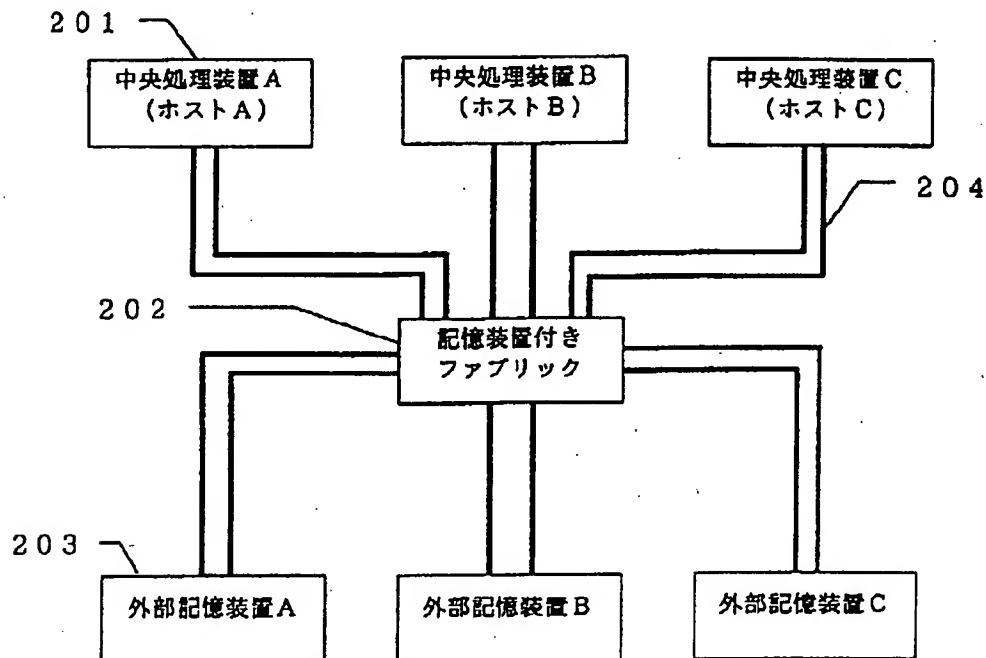 ２０１
中央処理装置Ａ
（ホストＡ）
中央処理装置Ｂ
（ホストＢ）
中央処理装置Ｃ
（ホストＣ）
２０４
２０２
記憶装置付き
ファブリック
２０３
外部記憶装置Ａ
外部記憶装置Ｂ
外部記憶装置Ｃ